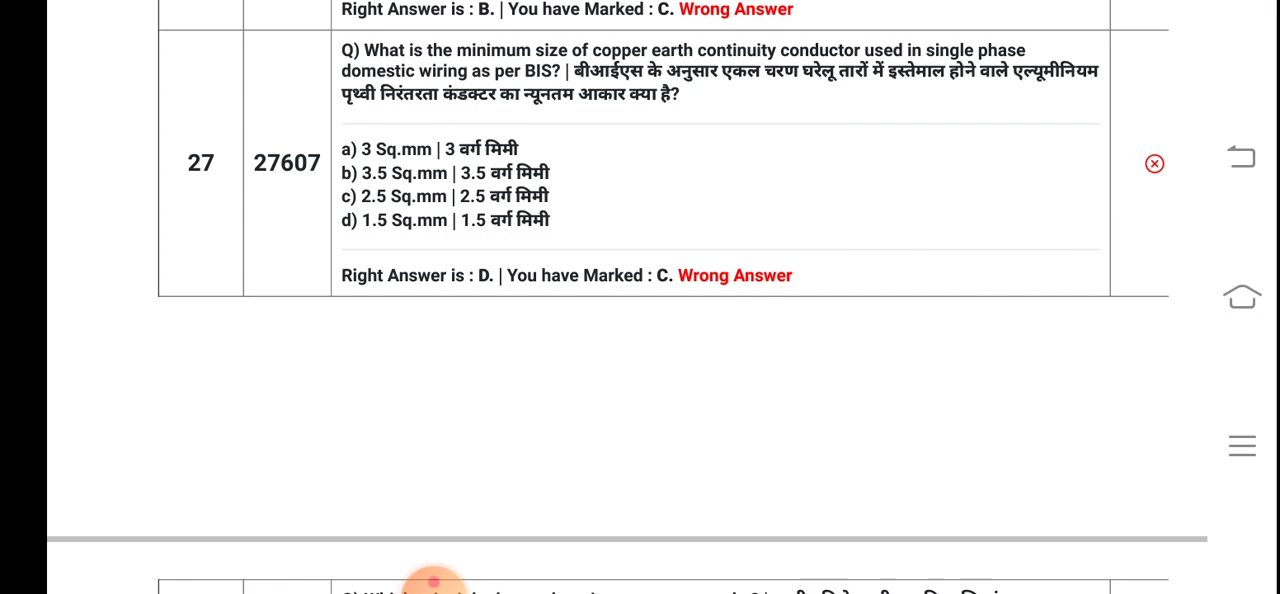 Right Answer is : B. | You have Marked : C. Wrong Answer
Q) What is the minimum size of copper earth continuity conductor used in single phase
domestic wiring as per BIS? | बीआईएस के अनुसार एकल चरण घरेलू तारों में इस्तेमाल होने वाले एल्यूमीनियम
पृथ्वी निरंतरता कंडक्टर का न्यूनतम आकार क्या है?
27
27607
a) 3 Sq.mm | 3 वर्ग मिमी
b) 3.5 Sq.mm | 3.5 वर्ग मिमी
c) 2.5 Sq.mm | 2.5 वर्ग मिमी
d) 1.5 Sq.mm | 1.5 वर्ग मिमी
Right Answer is : D. | You have Marked : C. Wrong Answer